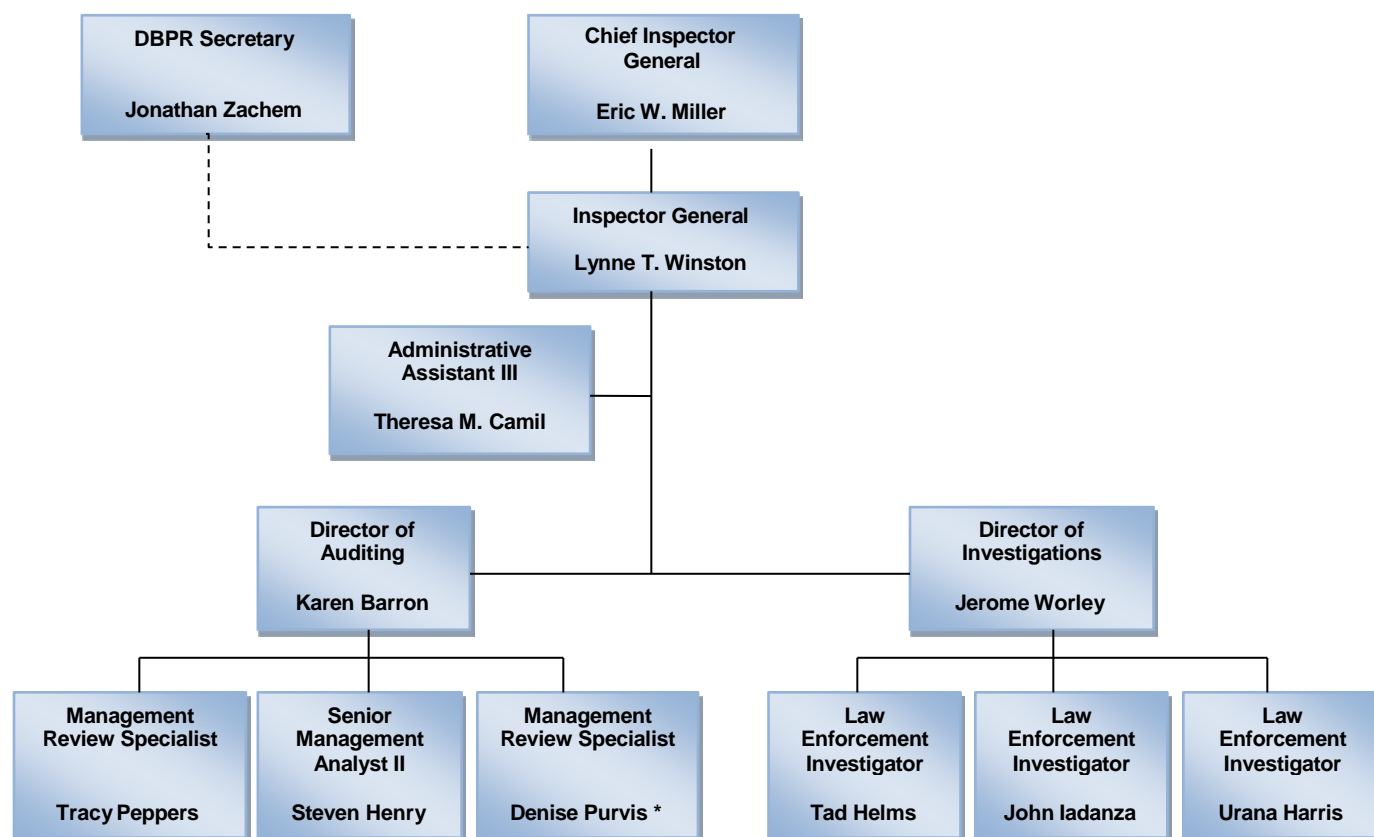 DBPR Secretary
Jonathan Zachem
Chief Inspector
General
Eric W. Miller
Inspector General
Lynne T. Winston
Administrative
Assistant III
Theresa M. Camil
Director of
Auditing
Karen Barron
Director of
Investigations
Jerome Worley
Management
Review Specialist
Tracy Peppers
Senior
Management
Analyst II
Steven Henry
Management
Review Specialist
Denise Purvis *
Law
Enforcement
Investigator
Tad Helms
Law
Enforcement
Investigator
John Iadanza
Law
Enforcement
Investigator
Urana Harris